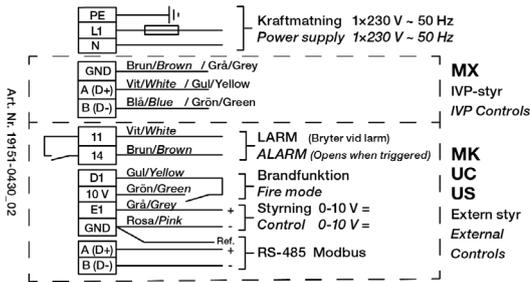 PE
L1
N
Kraftmatning 1x230 V ~ 50 Hz
Power supply 1x230 V ~ 50 Hz
GND Brun/Brown / Grå/Grey
A (D+) Vit/White / Gul/Yellow
B (D-) Blå/Blue / Grön/Green
MX
IVP-styr
IVP Controls
Art. Nr. 19151-0430_02
11 Vit/White
14 Brun/Brown
LARM (Bryter vid larm)
ALARM (Opens when triggered)
D1 Gul/Yellow
10 V Grön/Green
Brandfunktion
Fire mode
E1 Grå/Grey +
GND Rosa/Pink -
Styrning 0-10 V =
Control 0-10 V =
Ref.
A (D+) +
B (D-) -
RS-485 Modbus
MK
UC
US
Extern styr
External
Controls